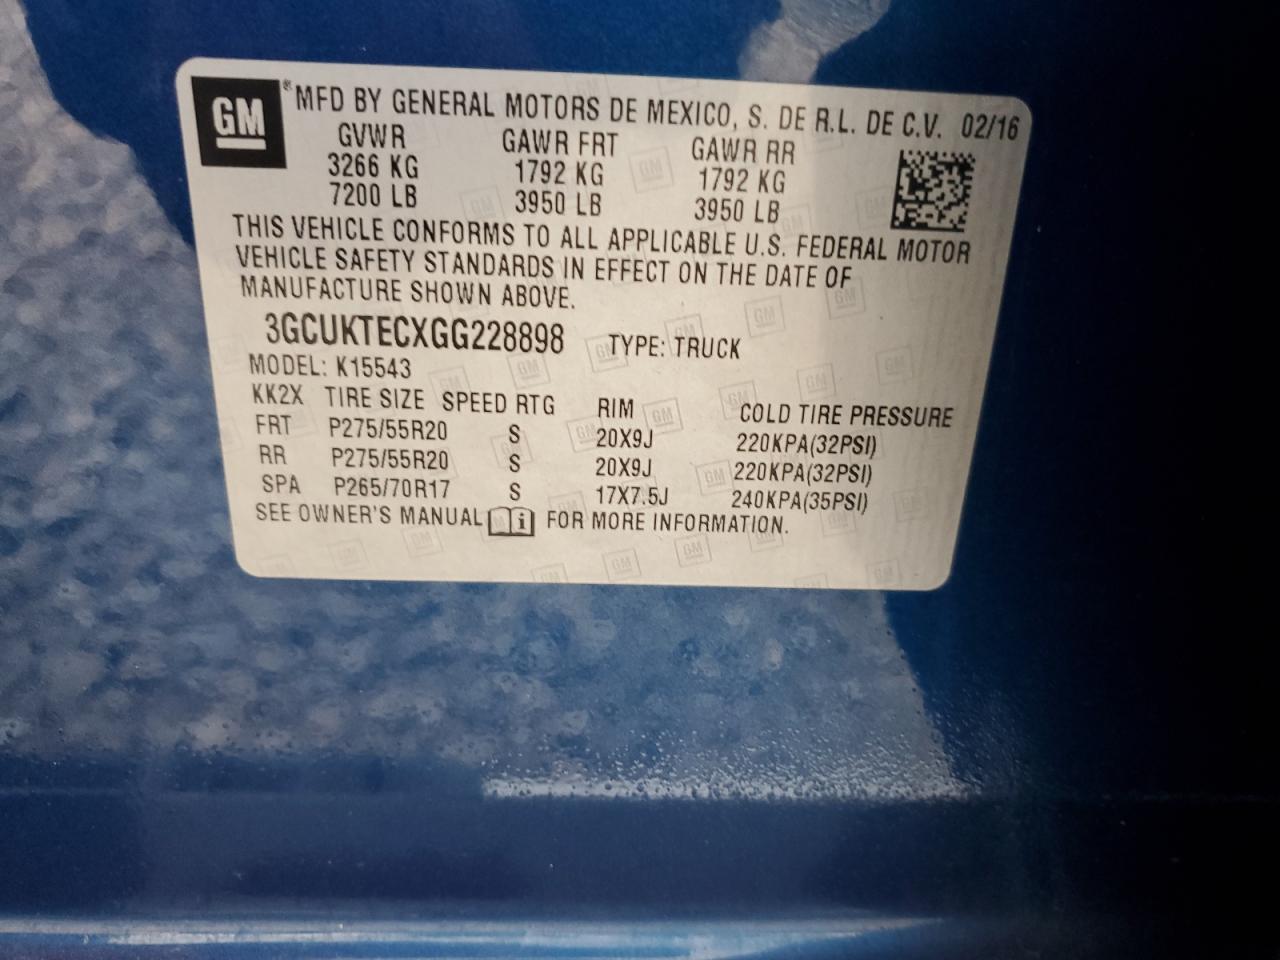 GM ® MFD BY GENERAL MOTORS DE MEXICO, S. DE R.L. DE C.V. 02/16
GVWR GAWR FRT GAWR RR
3266 KG 1792 KG 1792 KG
7200 LB 3950 LB 3950 LB
THIS VEHICLE CONFORMS TO ALL APPLICABLE U.S. FEDERAL MOTOR
VEHICLE SAFETY STANDARDS IN EFFECT ON THE DATE OF
MANUFACTURE SHOWN ABOVE.
3GCUKTECXGG228898 TYPE: TRUCK
MODEL: K15543
KK2X TIRE SIZE SPEED RTG RIM COLD TIRE PRESSURE
FRT P275/55R20 S 20X9J 220KPA(32PSI)
RR P275/55R20 S 20X9J 220KPA(32PSI)
SPA P265/70R17 S 17X7.5J 240KPA(35PSI)
SEE OWNER'S MANUAL i FOR MORE INFORMATION.